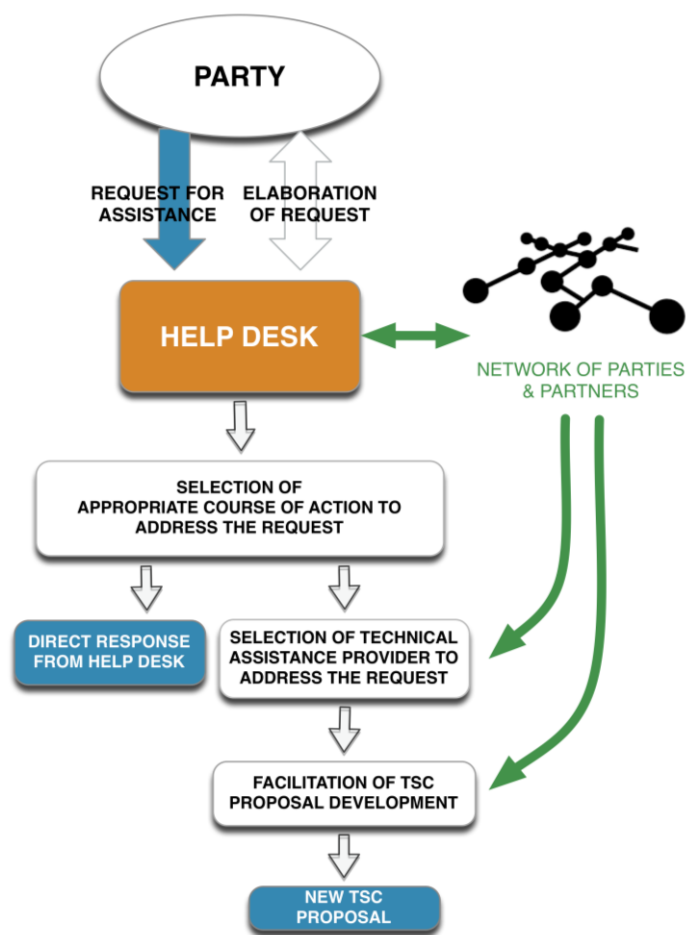 PARTY
REQUEST FOR
ASSISTANCE
ELABORATION
OF REQUEST
HELP DESK
NETWORK OF PARTIES
& PARTNERS
SELECTION OF
APPROPRIATE COURSE OF ACTION TO
ADDRESS THE REQUEST
DIRECT RESPONSE
FROM HELP DESK
SELECTION OF TECHNICAL
ASSISTANCE PROVIDER TO
ADDRESS THE REQUEST
FACILITATION OF TSC
PROPOSAL DEVELOPMENT
NEW TSC
PROPOSAL